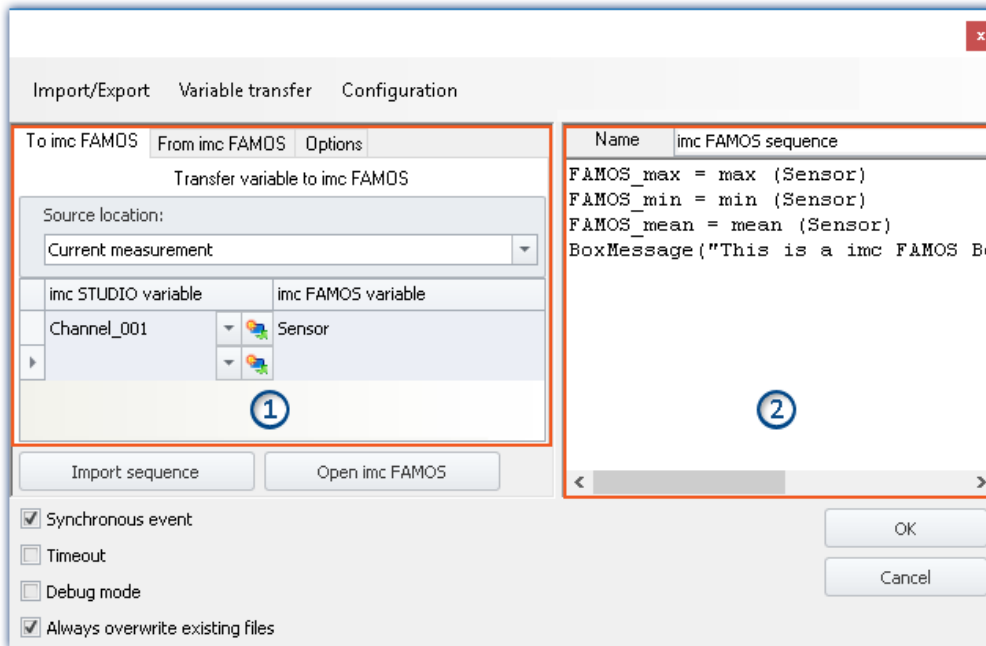 x
Import/Export Variable transfer Configuration
To imc FAMOS From imc FAMOS Options
Transfer variable to imc FAMOS
Source location:
Current measurement
imc STUDIO variable imc FAMOS variable
Channel_001 Sensor
1
Import sequence Open imc FAMOS
Name imc FAMOS sequence
FAMOS_max = max (Sensor)
FAMOS_min = min (Sensor)
FAMOS_mean = mean (Sensor)
BoxMessage("This is a imc FAMOS Bo
2
Synchronous event
Timeout
Debug mode
Always overwrite existing files
OK
Cancel